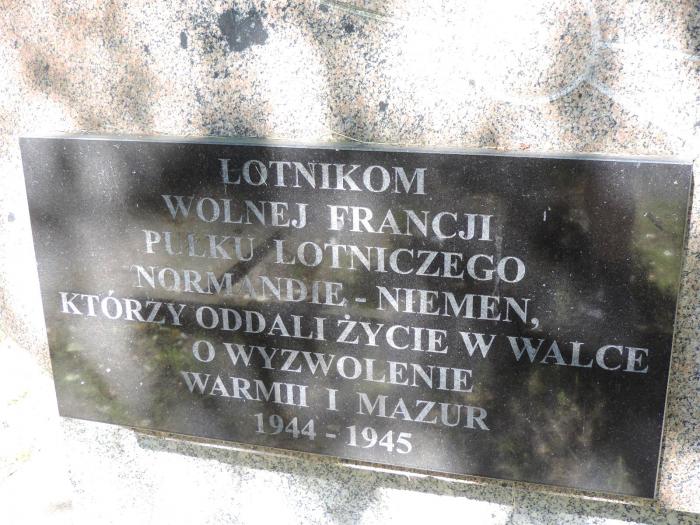 LOTNIKOM
WOLNEJ FRANCJI
PUŁKU LOTNICZEGO
NORMANDIE - NIEMEN,
KTÓRZY ODDALI ŻYCIE W WALCE
O WYZWOLENIE
WARMII I MAZUR
1944 - 1945